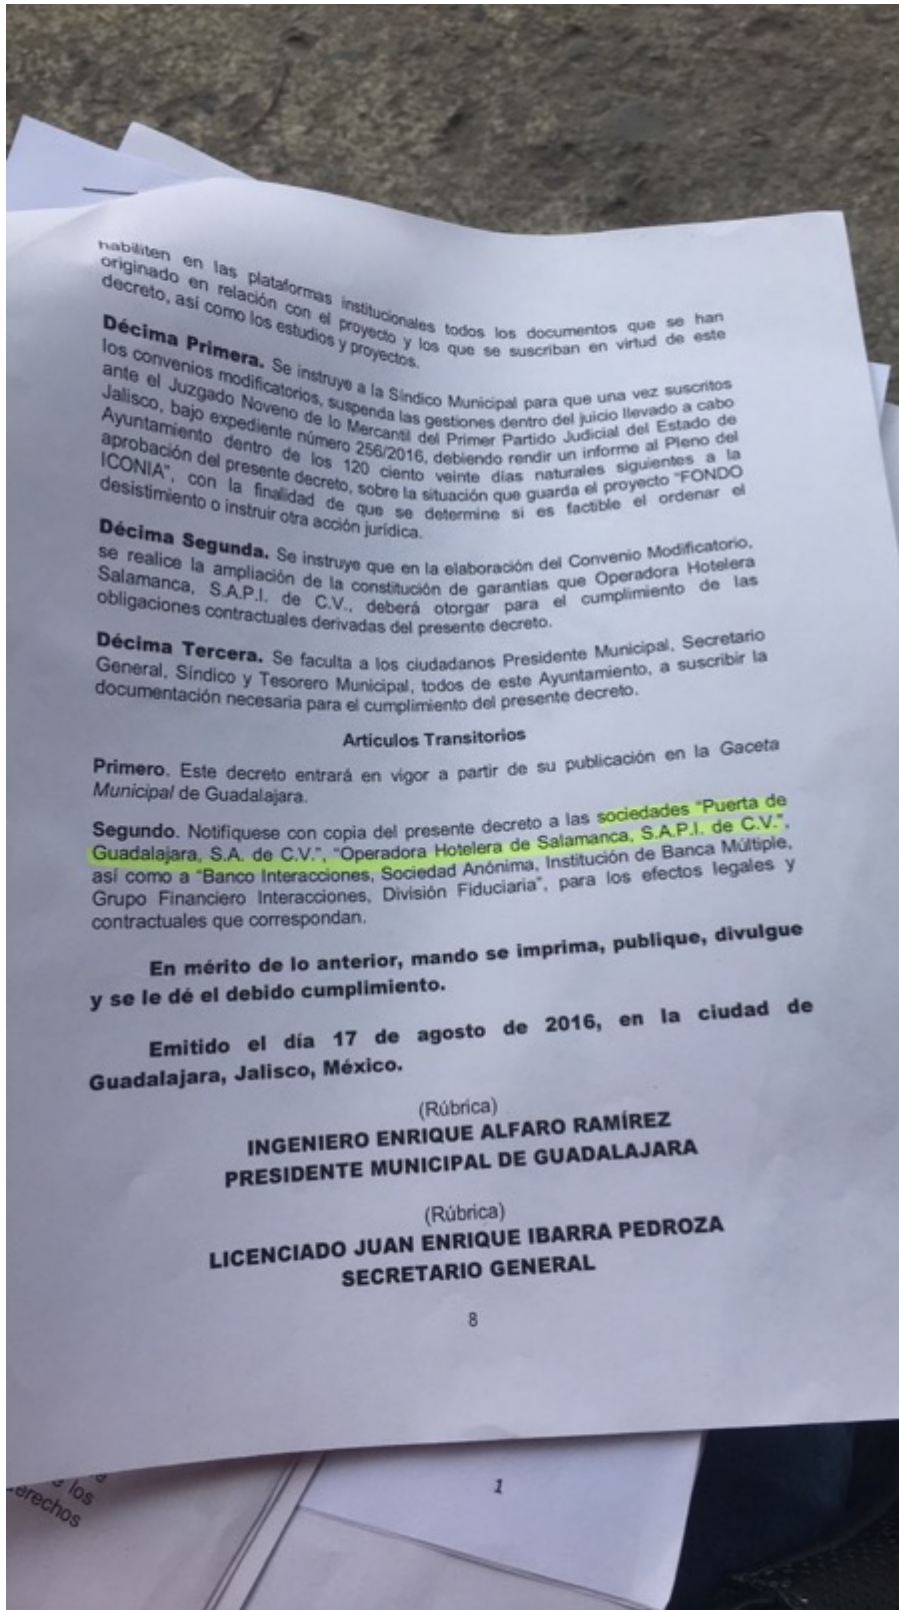 habiliten en las plataformas institucionales todos los documentos que se han
originado en relación con el proyecto y los que se suscriban en virtud de este
decreto, así como los estudios y proyectos.
Décima Primera. Se instruye a la Síndico Municipal para que una vez suscritos
los convenios modificatorios, suspenda las gestiones dentro del juicio llevado a cabo
ante el Juzgado Noveno de lo Mercantil del Primer Partido Judicial del Estado de
Jalisco, bajo expediente número 256/2016, debiendo rendir un informe al Pleno del
Ayuntamiento dentro de los 120 ciento veinte días naturales siguientes a la
aprobación del presente decreto, sobre la situación que guarda el proyecto "FONDO
ICONIA", con la finalidad de que se determine si es factible el ordenar el
desistimiento o instruir otra acción jurídica.
Décima Segunda. Se instruye que en la elaboración del Convenio Modificatorio,
se realice la ampliación de la constitución de garantías que Operadora Hotelera
Salamanca, S.A.P.I. de C.V., deberá otorgar para el cumplimiento de las
obligaciones contractuales derivadas del presente decreto.
Décima Tercera. Se faculta a los ciudadanos Presidente Municipal, Secretario
General, Síndico y Tesorero Municipal, todos de este Ayuntamiento, a suscribir la
documentación necesaria para el cumplimiento del presente decreto.
Artículos Transitorios
Primero. Este decreto entrará en vigor a partir de su publicación en la Gaceta
Municipal de Guadalajara.
Segundo. Notifíquese con copia del presente decreto a las sociedades "Puerta de
Guadalajara, S.A. de C.V.", "Operadora Hotelera de Salamanca, S.A.P.I. de C.V.",
así como a "Banco Interacciones, Sociedad Anónima, Institución de Banca Múltiple,
Grupo Financiero Interacciones, División Fiduciaria", para los efectos legales y
contractuales que correspondan.
En mérito de lo anterior, mando se imprima, publique, divulgue
y se le dé el debido cumplimiento.
Emitido el día 17 de agosto de 2016, en la ciudad de
Guadalajara, Jalisco, México.
(Rúbrica)
INGENIERO ENRIQUE ALFARO RAMÍREZ
PRESIDENTE MUNICIPAL DE GUADALAJARA
(Rúbrica)
LICENCIADO JUAN ENRIQUE IBARRA PEDROZA
SECRETARIO GENERAL
8
los
erechos
1